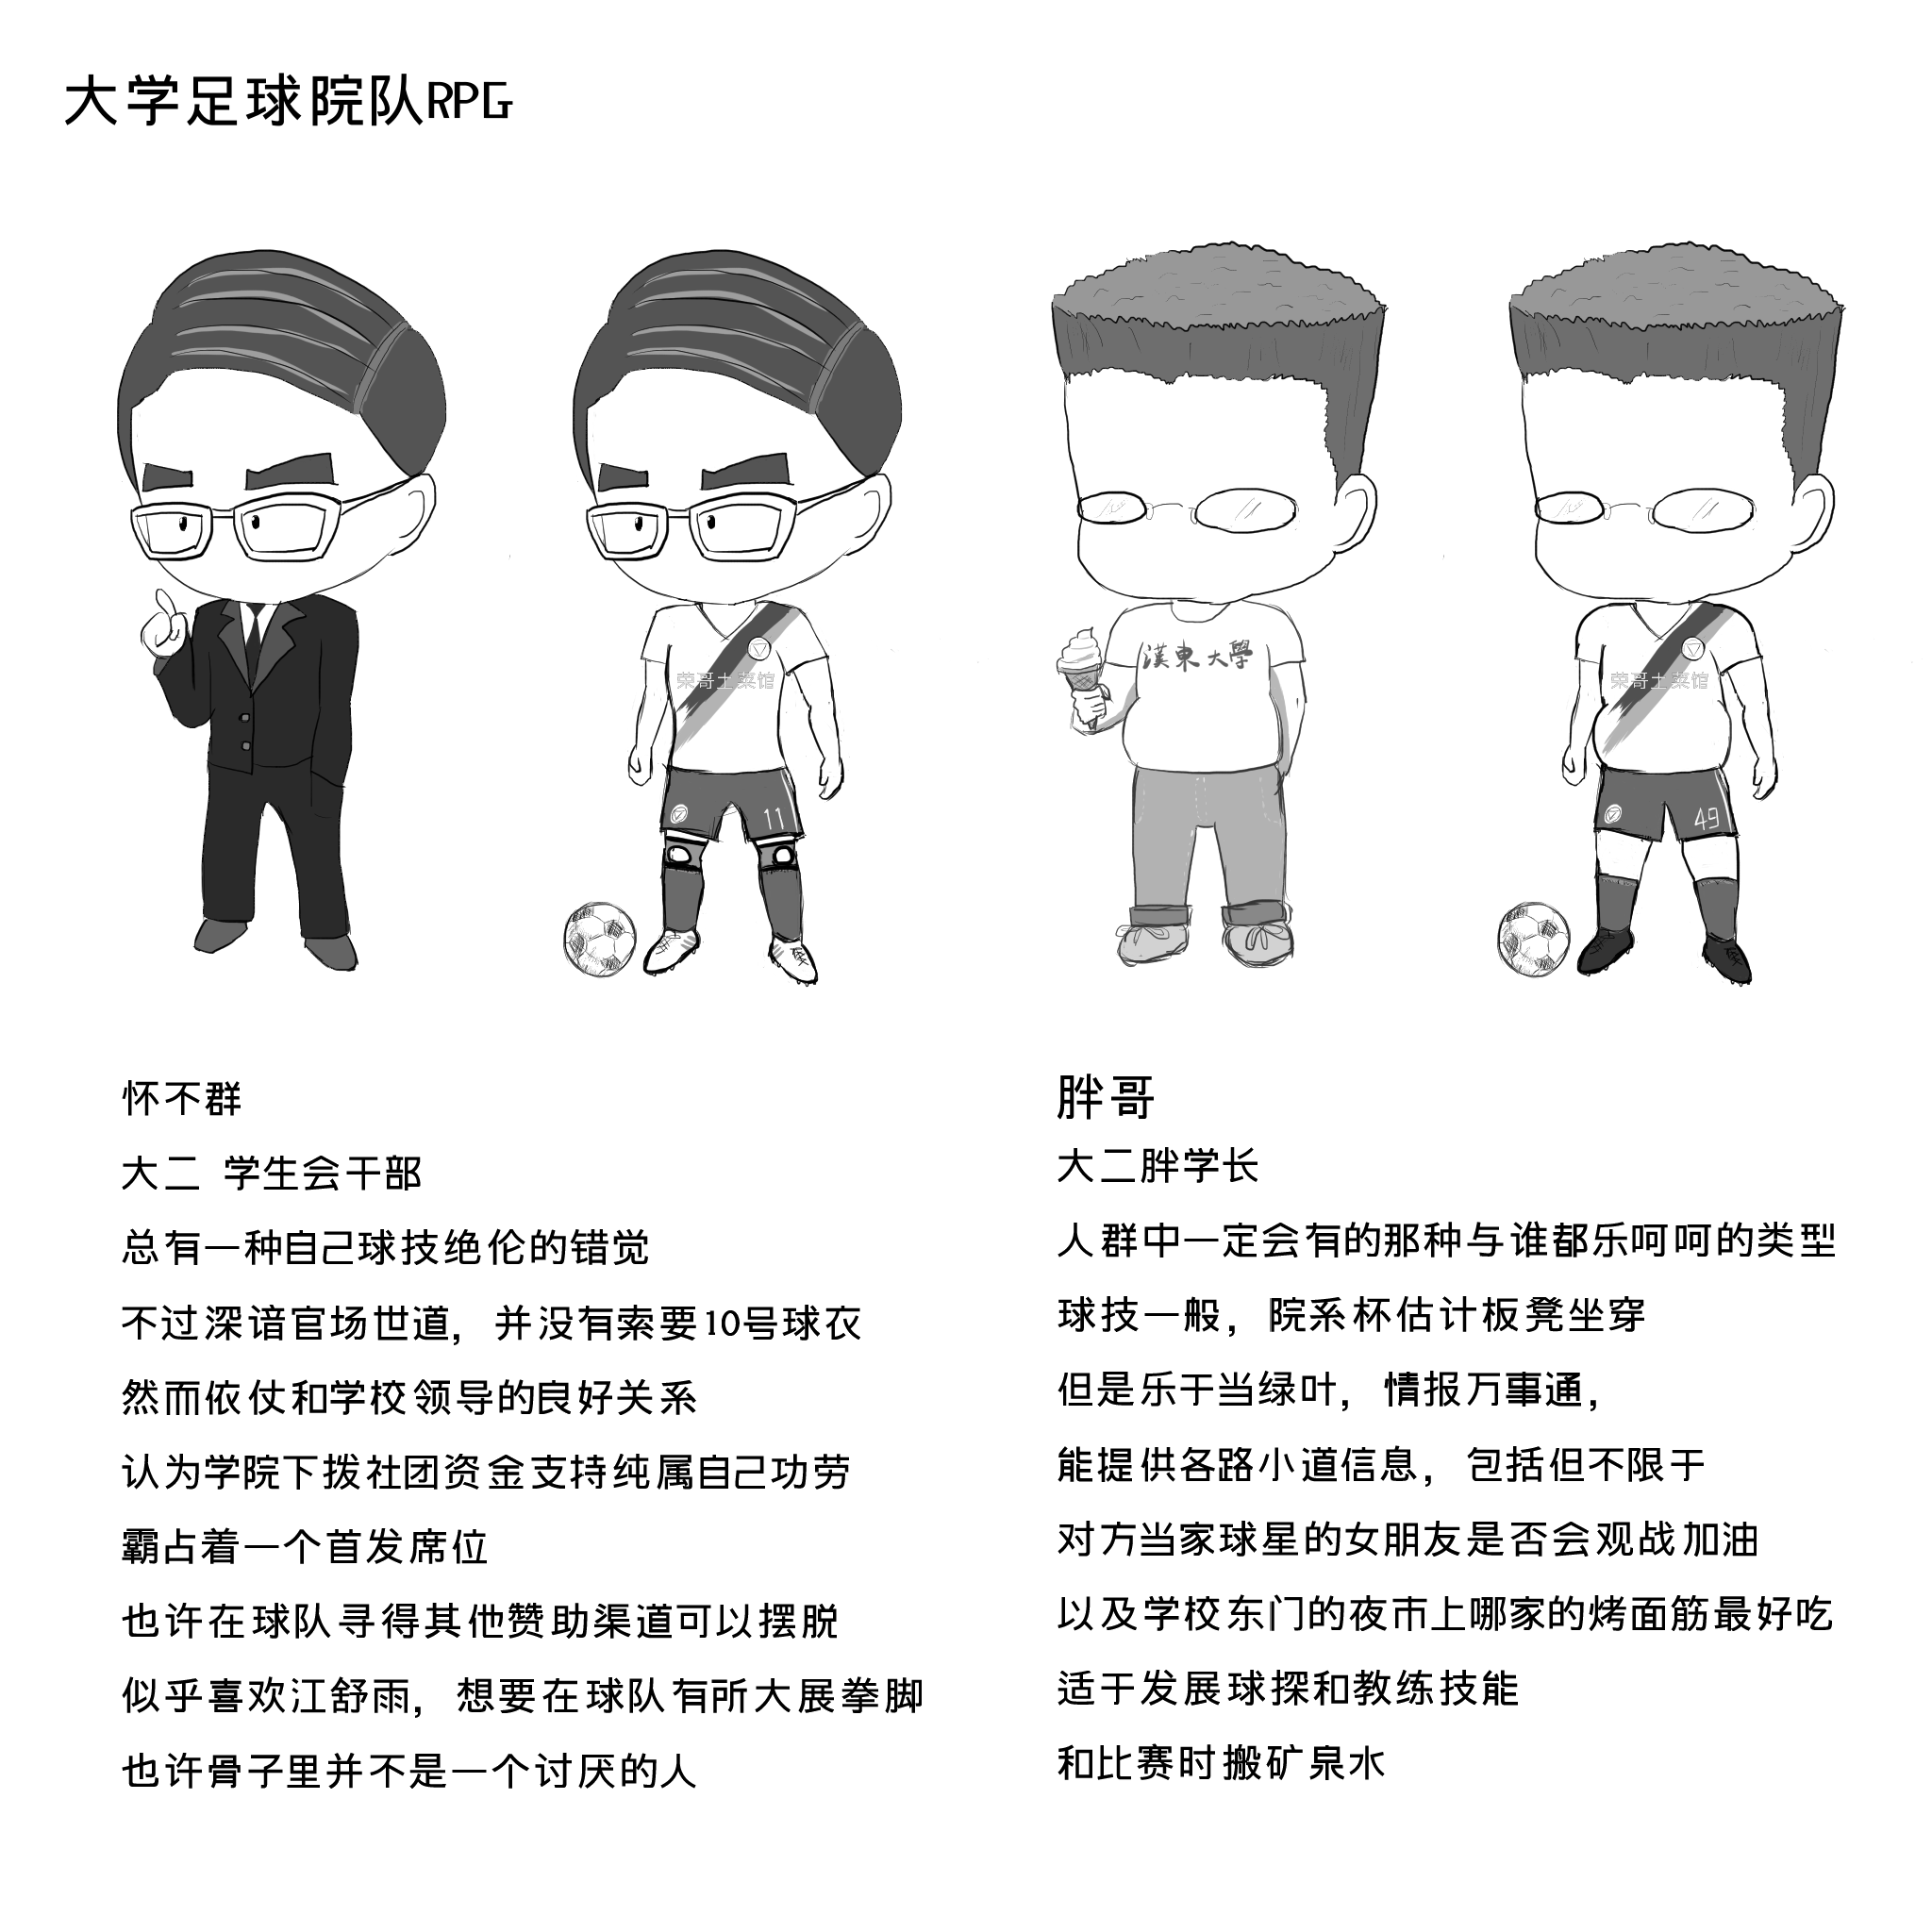 大学足球院队RPG
荣哥土菜馆
11
漢東大學
荣哥土菜馆
49
怀不群
大二 学生会干部
总有一种自己球技绝伦的错觉
不过深谙官场世道，并没有索要10号球衣
然而依仗和学校领导的良好关系
认为学院下拨社团资金支持纯属自己功劳
霸占着一个首发席位
也许在球队寻得其他赞助渠道可以摆脱
似乎喜欢江舒雨，想要在球队有所大展拳脚
也许骨子里并不是一个讨厌的人
胖哥
大二胖学长
人群中一定会有的那种与谁都乐呵呵的类型
球技一般，院系杯估计板凳坐穿
但是乐于当绿叶，情报万事通，
能提供各路小道信息，包括但不限于
对方当家球星的女朋友是否会观战加油
以及学校东门的夜市上哪家的烤面筋最好吃
适于发展球探和教练技能
和比赛时搬矿泉水